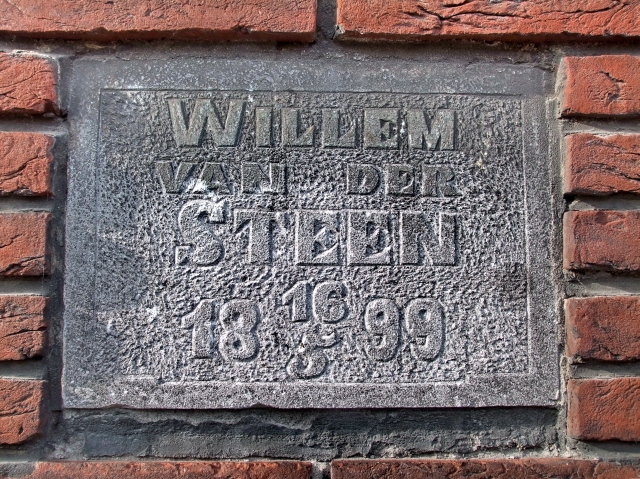 WILLEM
VAN DER
STEEN
18 16 99
5